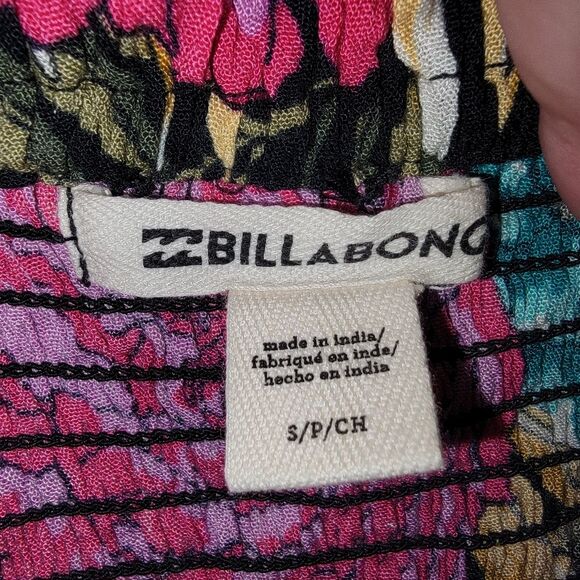 BILLABONG
made in india/
fabriqué en inde/
hecho en india
S/P/CH